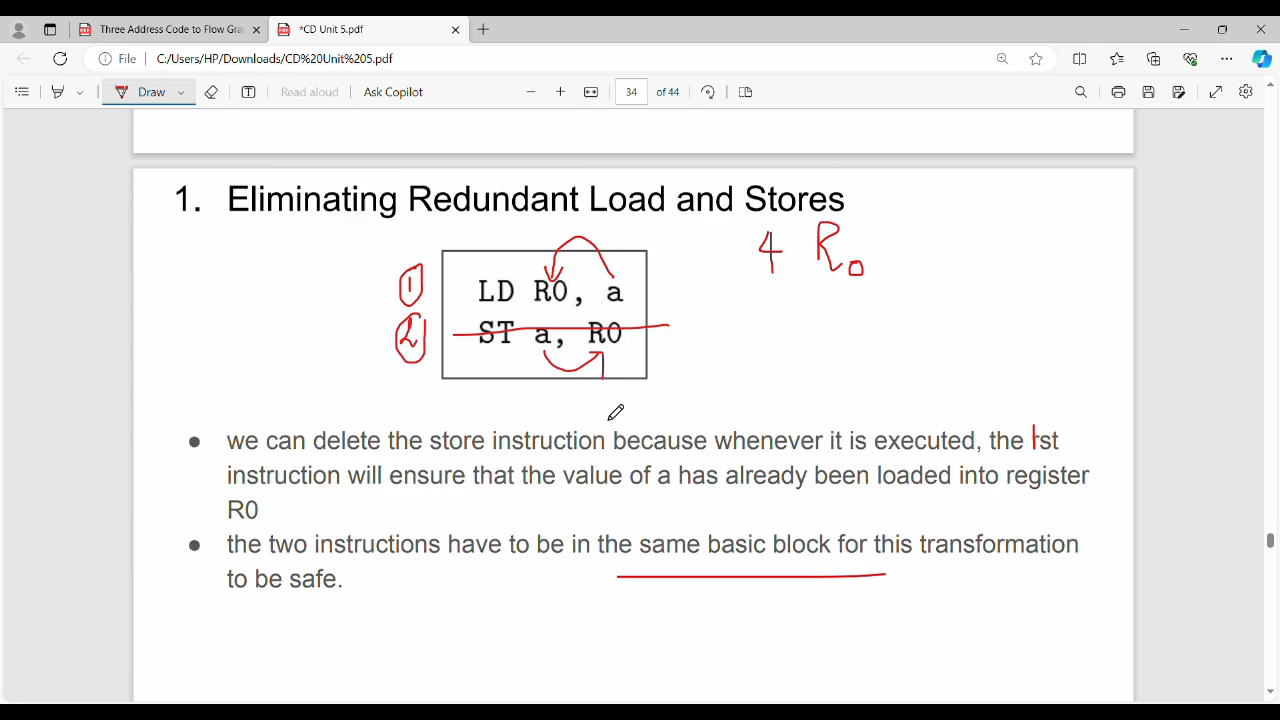 Three Address Code to Flow Gra
*CD Unit 5.pdf
File C:/Users/HP/Downloads/CD%20Unit%205.pdf
Draw Read aloud Ask Copilot 34 of 44
1. Eliminating Redundant Load and Stores
4 R0
1 LD R0, a
2 ST a, R0
● we can delete the store instruction because whenever it is executed, the 1st
instruction will ensure that the value of a has already been loaded into register
R0
● the two instructions have to be in the same basic block for this transformation
to be safe.